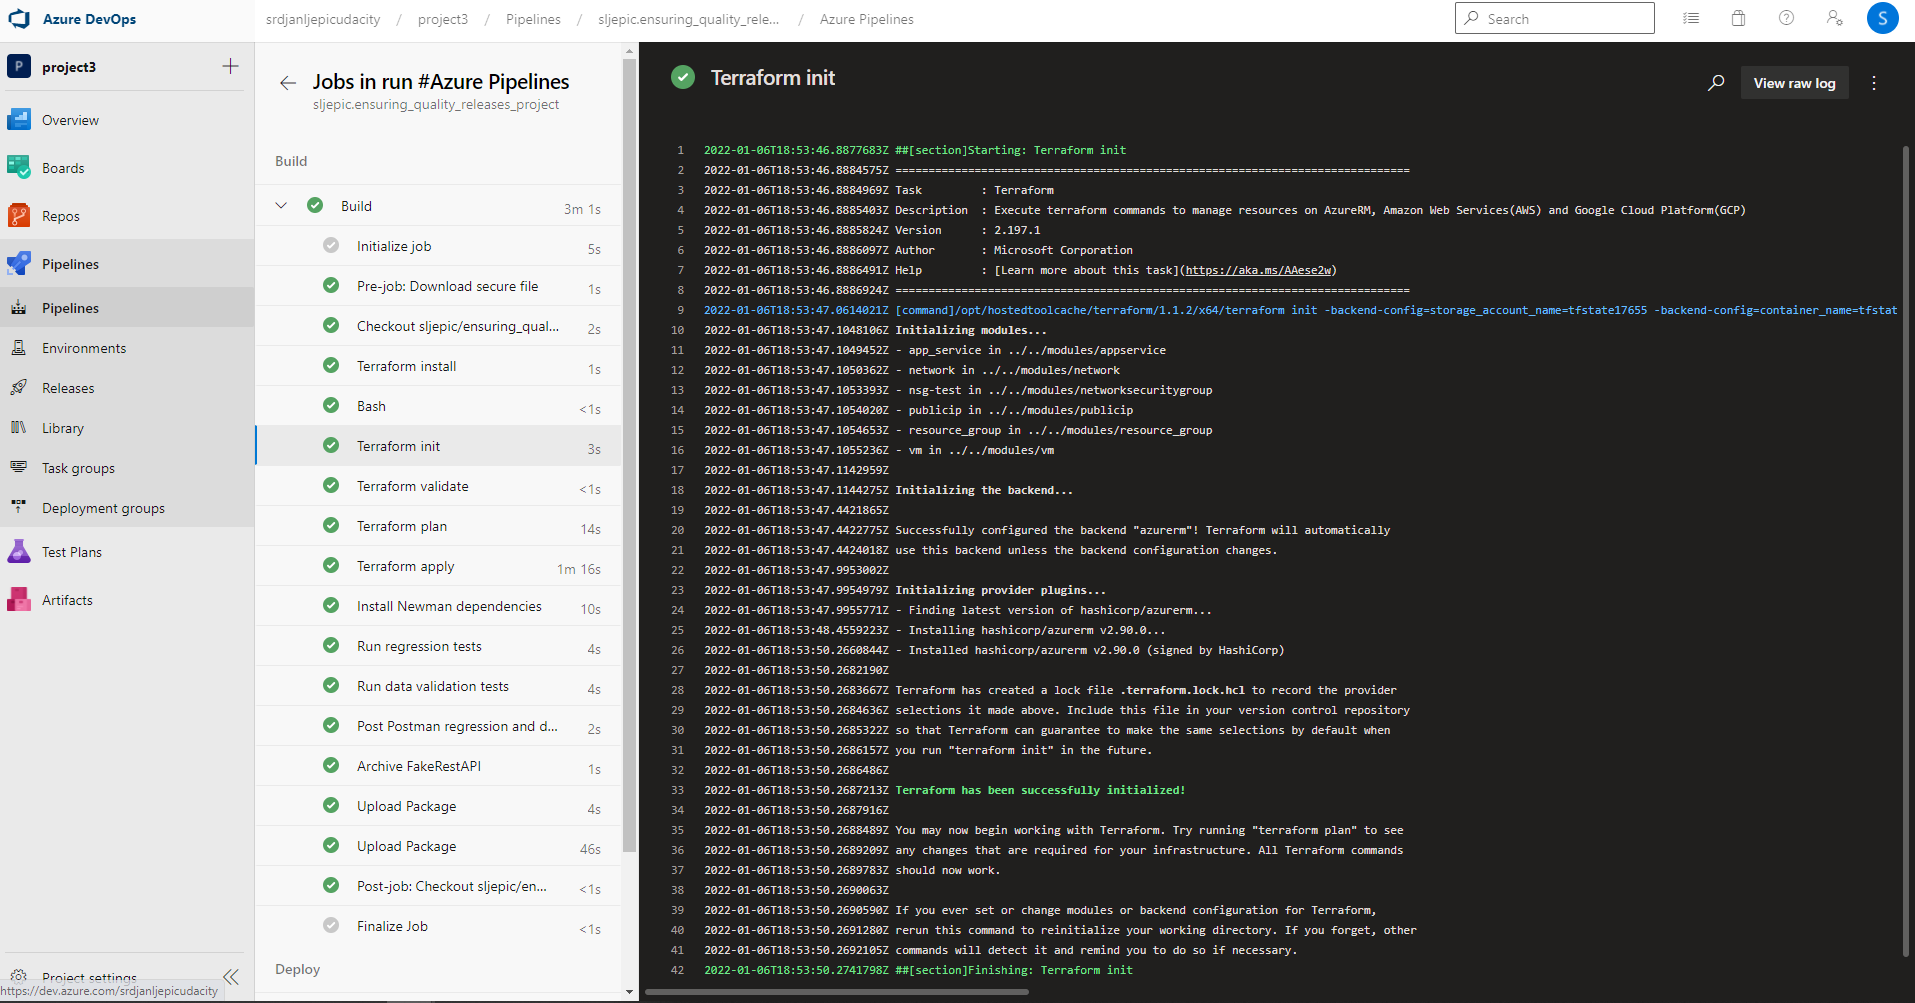 Azure DevOps
srdjanljepicudacity / project3 / Pipelines / sljepic.ensuring_quality_rele... / Azure Pipelines
Search
S
P project3
Overview
Boards
Repos
Pipelines
Pipelines
Environments
Releases
Library
Task groups
Deployment groups
Test Plans
Artifacts
Project settings
https://dev.azure.com/srdjanljepicudacity
Jobs in run #Azure Pipelines
sljepic.ensuring_quality_releases_project
Build
Build 3m 1s
Initialize job 5s
Pre-job: Download secure file 1s
Checkout sljepic/ensuring_qual... 2s
Terraform install 1s
Bash <1s
Terraform init 3s
Terraform validate <1s
Terraform plan 14s
Terraform apply 1m 16s
Install Newman dependencies 10s
Run regression tests 4s
Run data validation tests 4s
Post Postman regression and d... 2s
Archive FakeRestAPI 1s
Upload Package 4s
Upload Package 46s
Post-job: Checkout sljepic/en... <1s
Finalize Job <1s
Deploy
Terraform init
View raw log
1 2022-01-06T18:53:46.8877683Z ##[section]Starting: Terraform init
2 2022-01-06T18:53:46.8884575Z ==============================================================================
3 2022-01-06T18:53:46.8884969Z Task         : Terraform
4 2022-01-06T18:53:46.8885403Z Description  : Execute terraform commands to manage resources on AzureRM, Amazon Web Services(AWS) and Google Cloud Platform(GCP)
5 2022-01-06T18:53:46.8885824Z Version      : 2.197.1
6 2022-01-06T18:53:46.8886097Z Author       : Microsoft Corporation
7 2022-01-06T18:53:46.8886491Z Help         : [Learn more about this task](https://aka.ms/AAese2w)
8 2022-01-06T18:53:46.8886924Z ==============================================================================
9 2022-01-06T18:53:47.0614021Z [command]/opt/hostedtoolcache/terraform/1.1.2/x64/terraform init -backend-config=storage_account_name=tfstate17655 -backend-config=container_name=tfstat
10 2022-01-06T18:53:47.1048106Z Initializing modules...
11 2022-01-06T18:53:47.1049452Z - app_service in ../../modules/appservice
12 2022-01-06T18:53:47.1050362Z - network in ../../modules/network
13 2022-01-06T18:53:47.1053393Z - nsg-test in ../../modules/networksecuritygroup
14 2022-01-06T18:53:47.1054020Z - publicip in ../../modules/publicip
15 2022-01-06T18:53:47.1054653Z - resource_group in ../../modules/resource_group
16 2022-01-06T18:53:47.1055236Z - vm in ../../modules/vm
17 2022-01-06T18:53:47.1142959Z
18 2022-01-06T18:53:47.1144275Z Initializing the backend...
19 2022-01-06T18:53:47.4421865Z
20 2022-01-06T18:53:47.4422775Z Successfully configured the backend "azurerm"! Terraform will automatically
21 2022-01-06T18:53:47.4424018Z use this backend unless the backend configuration changes.
22 2022-01-06T18:53:47.9953002Z
23 2022-01-06T18:53:47.9954979Z Initializing provider plugins...
24 2022-01-06T18:53:47.9955771Z - Finding latest version of hashicorp/azurerm...
25 2022-01-06T18:53:48.4559223Z - Installing hashicorp/azurerm v2.90.0...
26 2022-01-06T18:53:50.2660844Z - Installed hashicorp/azurerm v2.90.0 (signed by HashiCorp)
27 2022-01-06T18:53:50.2682190Z
28 2022-01-06T18:53:50.2683667Z Terraform has created a lock file .terraform.lock.hcl to record the provider
29 2022-01-06T18:53:50.2684636Z selections it made above. Include this file in your version control repository
30 2022-01-06T18:53:50.2685322Z so that Terraform can guarantee to make the same selections by default when
31 2022-01-06T18:53:50.2686157Z you run "terraform init" in the future.
32 2022-01-06T18:53:50.2686486Z
33 2022-01-06T18:53:50.2687213Z Terraform has been successfully initialized!
34 2022-01-06T18:53:50.2687916Z
35 2022-01-06T18:53:50.2688489Z You may now begin working with Terraform. Try running "terraform plan" to see
36 2022-01-06T18:53:50.2689209Z any changes that are required for your infrastructure. All Terraform commands
37 2022-01-06T18:53:50.2689783Z should now work.
38 2022-01-06T18:53:50.2690063Z
39 2022-01-06T18:53:50.2690590Z If you ever set or change modules or backend configuration for Terraform,
40 2022-01-06T18:53:50.2691280Z rerun this command to reinitialize your working directory. If you forget, other
41 2022-01-06T18:53:50.2692105Z commands will detect it and remind you to do so if necessary.
42 2022-01-06T18:53:50.2741798Z ##[section]Finishing: Terraform init